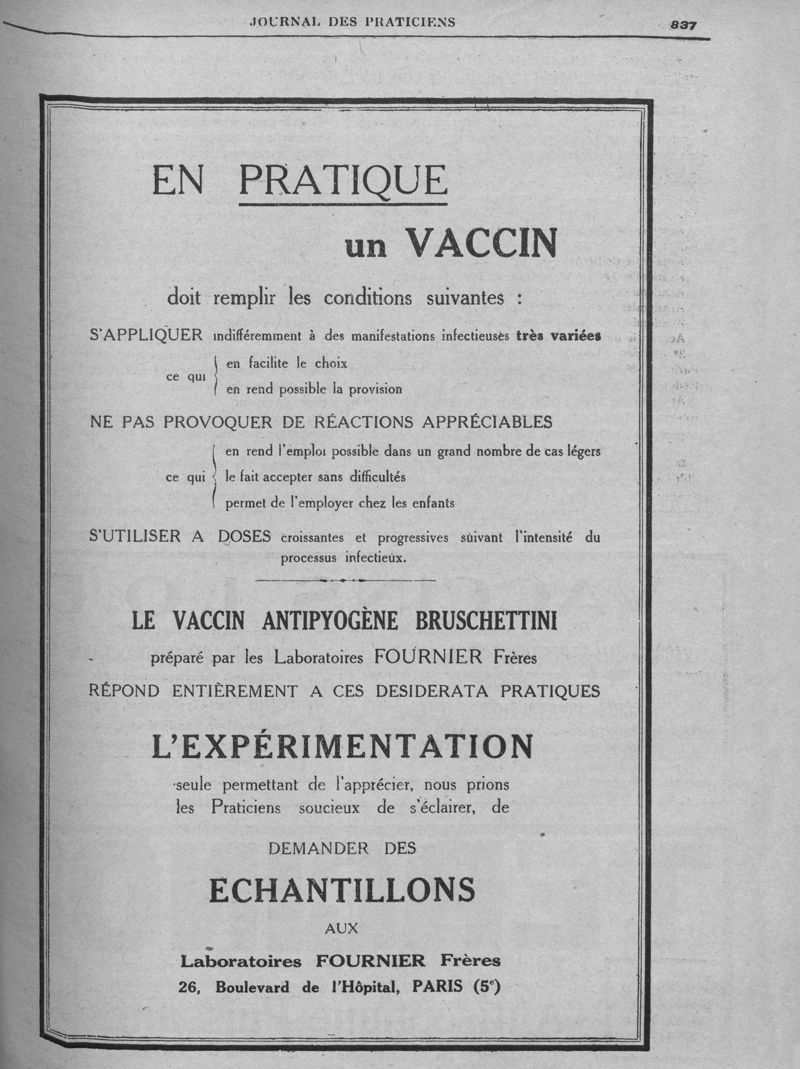 JOURNAL DES PRATICIENS
837
EN PRATIQUE
un VACCIN
doit remplir les conditions suivantes :
S'APPLIQUER indifféremment à des manifestations infectieuses très variées
en facilite le choix
ce qui
en rend possible la provision
NE PAS PROVOQUER DE RÉACTIONS APPRÉCIABLES
en rend l'emploi possible dans un grand nombre de cas légers
ce qui le fait accepter sans difficultés
permet de l'employer chez les enfants
S'UTILISER A DOSES croissantes et progressives suivant l'intensité du
processus infectieux.
LE VACCIN ANTIPYOGÈNE BRUSCHETTINI
préparé par les Laboratoires FOURNIER Frères
RÉPOND ENTIÈREMENT A CES DESIDERATA PRATIQUES
L'EXPÉRIMENTATION
seule permettant de l'apprécier, nous prions
les Praticiens soucieux de s'éclairer, de
DEMANDER DES
ECHANTILLONS
AUX
Laboratoires FOURNIER Frères
26, Boulevard de l'Hôpital, PARIS (5e)